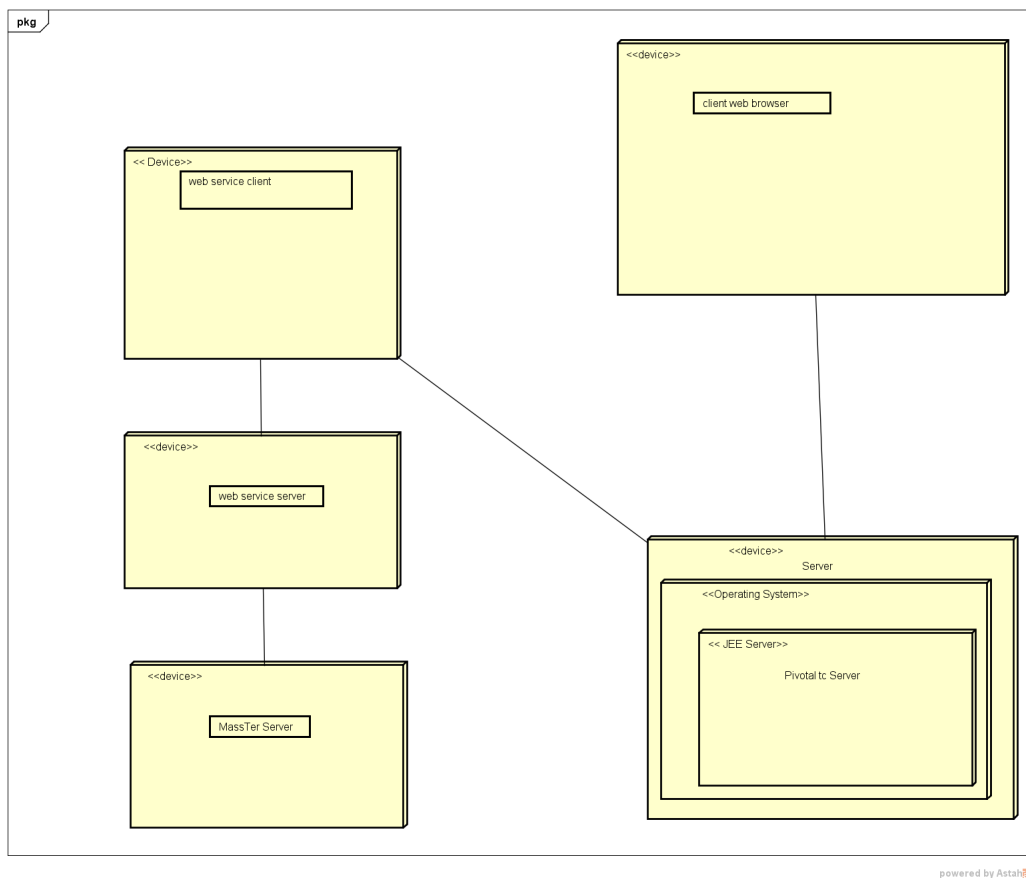 pkg
<<device>>
client web browser
<< Device>>
web service client
<<device>>
web service server
<<device>>
Server
<<Operating System>>
<< JEE Server>>
Pivotal tc Server
<<device>>
MassTer Server
powered by Astah